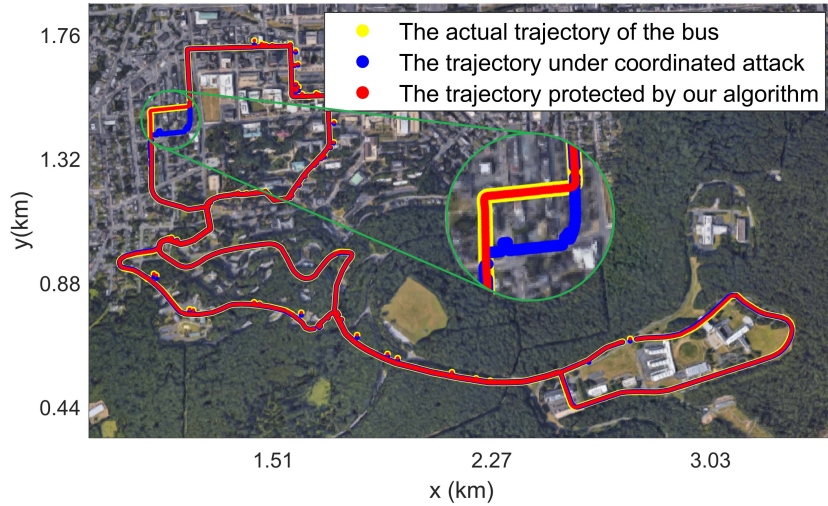 The actual trajectory of the bus
The trajectory under coordinated attack
The trajectory protected by our algorithm
1.76
1.32
0.88
0.44
y(km)
1.51 2.27 3.03
x (km)